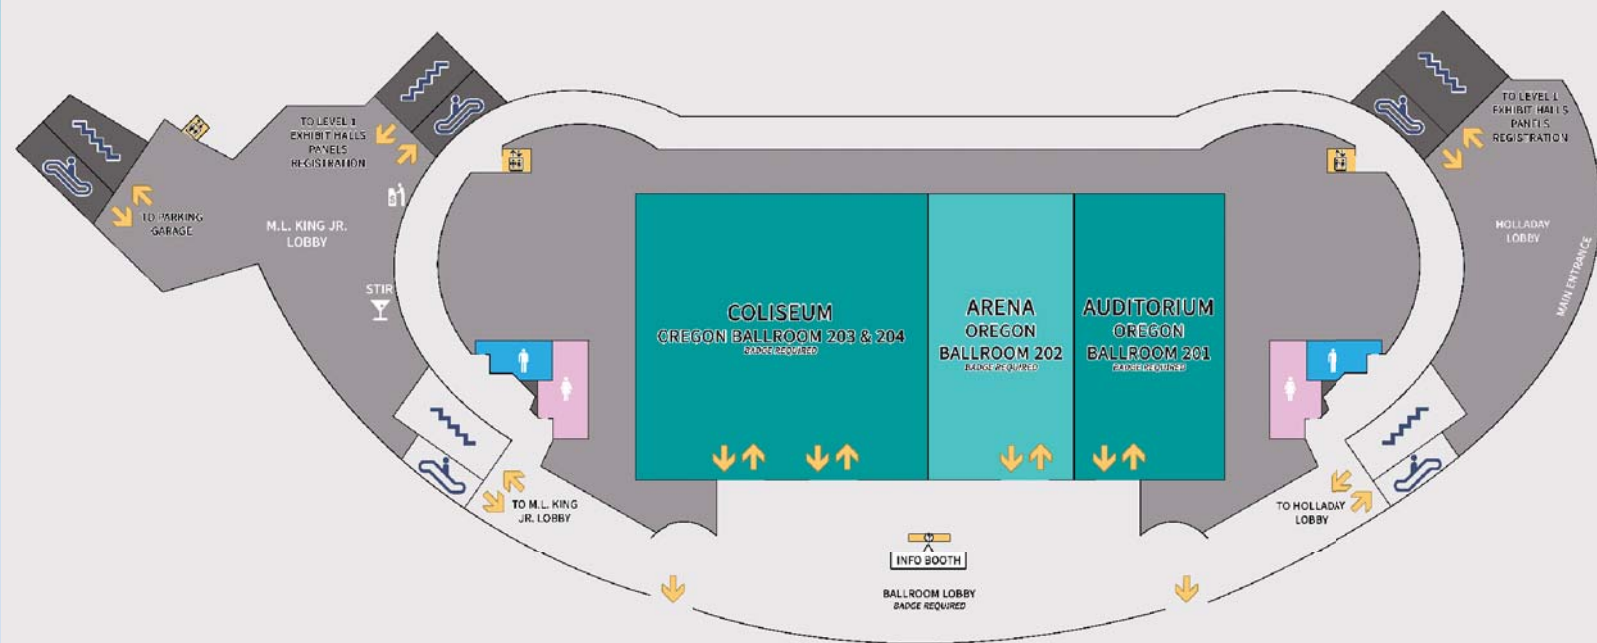 TO LEVEL 1
EXHIBIT HALLS
PANELS
REGISTRATION
TO PARKING
GARAGE
M.L. KING JR.
LOBBY
STIR
COLISEUM
OREGON BALLROOM 203 & 204
BADGE REQUIRED
ARENA
OREGON
BALLROOM 202
BADGE REQUIRED
AUDITORIUM
OREGON
BALLROOM 201
BADGE REQUIRED
TO LEVEL 1
EXHIBIT HALLS
PANELS
REGISTRATION
HOLLADAY
LOBBY
MAIN ENTRANCE
TO M.L. KING
JR. LOBBY
INFO BOOTH
BALLROOM LOBBY
BADGE REQUIRED
TO HOLLADAY
LOBBY